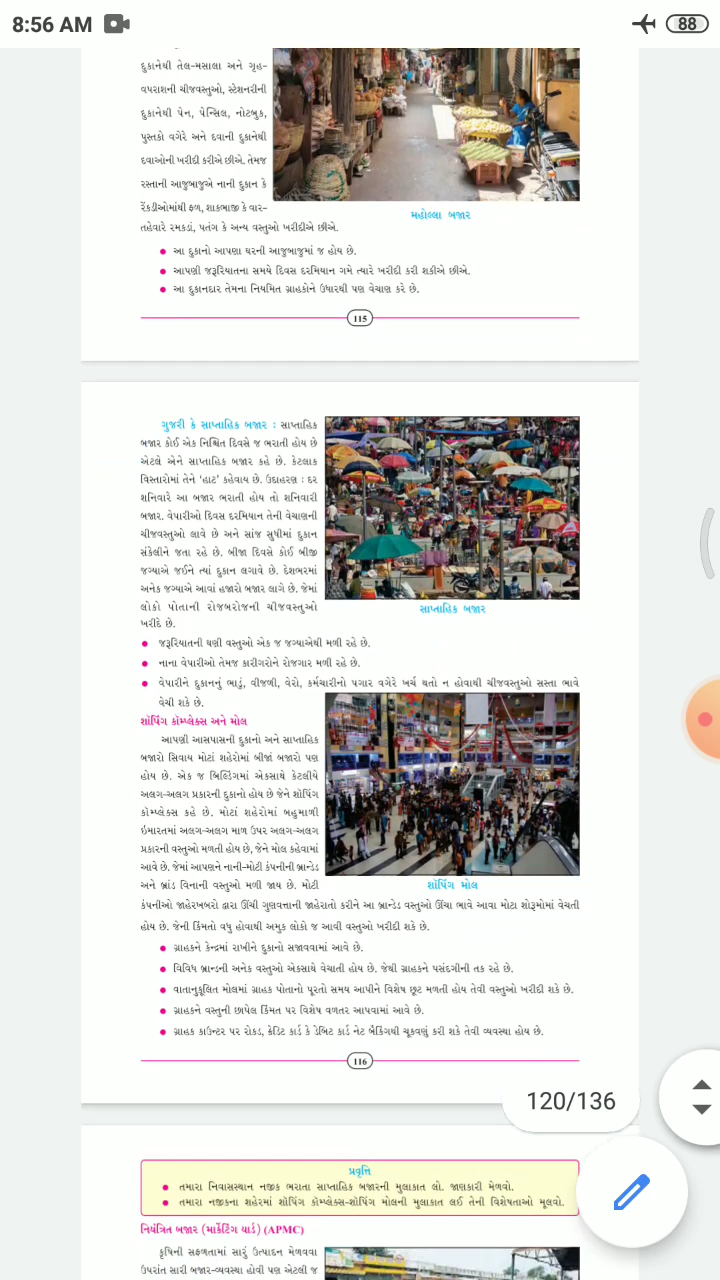 8:56 AM
88
દુકાનેથી તેલ-મસાલા અને ગૃહ-
વપરાશની ચીજવસ્તુઓ, સ્ટેશનરીની
દુકાનેથી પેન, પેન્સિલ, નોટબુક,
પુસ્તકો વગેરે અને દવાની દુકાનેથી
દવાઓની ખરીદી કરીએ છીએ. તેમજ
રસ્તાની આજુબાજુએ નાની દુકાન કે
રેંકડીઓમાંથી ફળ, શાકભાજી કે વાર-
તહેવારે રમકડાં, પતંગ કે અન્ય વસ્તુઓ ખરીદીએ છીએ.
મહોલ્લા બજાર
• આ દુકાનો આપણા ઘરની આજુબાજુમાં જ હોય છે.
• આપણી જરૂરિયાતના સમયે દિવસ દરમિયાન ગમે ત્યારે ખરીદી કરી શકીએ છીએ.
• આ દુકાનદાર તેમના નિયમિત ગ્રાહકોને ઉધારથી પણ વેચાણ કરે છે.
115
ગુજરી કે સાપ્તાહિક બજાર : સાપ્તાહિક
બજાર કોઈ એક નિશ્ચિત દિવસે જ ભરાતી હોય છે
એટલે એને સાપ્તાહિક બજાર કહે છે. કેટલાક
વિસ્તારોમાં તેને ‘હાટ’ કહેવાય છે. ઉદાહરણ : દર
શનિવારે આ બજાર ભરાતી હોય તો શનિવારી
બજાર. વેપારીઓ દિવસ દરમિયાન તેની વેચાણની
ચીજવસ્તુઓ લાવે છે અને સાંજ સુધીમાં દુકાન
સંકેલીને જતા રહે છે. બીજા દિવસે કોઈ બીજી
જગ્યાએ જઈને ત્યાં દુકાન લગાવે છે. દેશભરમાં
અનેક જગ્યાએ આવાં હજારો બજાર લાગે છે. જેમાં
લોકો પોતાની રોજબરોજની ચીજવસ્તુઓ
ખરીદે છે.
સાપ્તાહિક બજાર
• જરૂરિયાતની ઘણી વસ્તુઓ એક જ જગ્યાએથી મળી રહે છે.
• નાના વેપારીઓ તેમજ કારીગરોને રોજગાર મળી રહે છે.
• વેપારીને દુકાનનું ભાડું, વીજળી, વેરો, કર્મચારીનો પગાર વગેરે ખર્ચ થતો ન હોવાથી ચીજવસ્તુઓ સસ્તા ભાવે
વેચી શકે છે.
શૉપિંગ કૉમ્પ્લેક્સ અને મોલ
આપણી આસપાસની દુકાનો અને સાપ્તાહિક
બજારો સિવાય મોટાં શહેરોમાં બીજાં બજારો પણ
હોય છે. એક જ બિલ્ડિંગમાં એકસાથે કેટલીયે
અલગ-અલગ પ્રકારની દુકાનો હોય છે જેને શૉપિંગ
કૉમ્પ્લેક્સ કહે છે. મોટાં શહેરોમાં બહુમાળી
ઇમારતમાં અલગ-અલગ માળ ઉપર અલગ-અલગ
પ્રકારની વસ્તુઓ મળતી હોય છે, જેને મોલ કહેવામાં
આવે છે. જેમાં આપણને નાની-મોટી કંપનીની બ્રાન્ડેડ
અને બ્રાંડ વિનાની વસ્તુઓ મળી જાય છે. મોટી
શૉપિંગ મોલ
કંપનીઓ જાહેરખબરો દ્વારા ઊંચી ગુણવત્તાની જાહેરાતો કરીને આ બ્રાન્ડેડ વસ્તુઓ ઊંચા ભાવે આવા મોટા શોરૂમોમાં વેચતી
હોય છે. જેની કિંમતો વધુ હોવાથી અમુક લોકો જ આવી વસ્તુઓ ખરીદી શકે છે.
• ગ્રાહકને કેન્દ્રમાં રાખીને દુકાનો સજાવવામાં આવે છે.
• વિવિધ બ્રાન્ડની અનેક વસ્તુઓ એકસાથે વેચાતી હોય છે. જેથી ગ્રાહકને પસંદગીની તક રહે છે.
• વાતાનુકૂલિત મોલમાં ગ્રાહક પોતાનો પૂરતો સમય આપીને વિશેષ છૂટ મળતી હોય તેવી વસ્તુઓ ખરીદી શકે છે.
• ગ્રાહકને વસ્તુની છાપેલ કિંમત પર વિશેષ વળતર આપવામાં આવે છે.
• ગ્રાહક કાઉન્ટર પર રોકડ, ક્રેડિટ કાર્ડ કે ડેબિટ કાર્ડ નેટ બૅંકિંગથી ચૂકવણું કરી શકે તેવી વ્યવસ્થા હોય છે.
116
120/136
પ્રવૃત્તિ
• તમારા નિવાસસ્થાન નજીક ભરાતા સાપ્તાહિક બજારની મુલાકાત લો. જાણકારી મેળવો.
• તમારા નજીકના શહેરમાં શૉપિંગ કૉમ્પ્લેક્સ-શૉપિંગ મોલની મુલાકાત લઈ તેની વિશેષતાઓ મૂલવો.
નિયંત્રિત બજાર (માર્કેટિંગ યાર્ડ) (APMC)
કૃષિની સફળતામાં સારું ઉત્પાદન મેળવવા
ઉપરાંત સારી બજાર-વ્યવસ્થા હોવી પણ એટલી જ